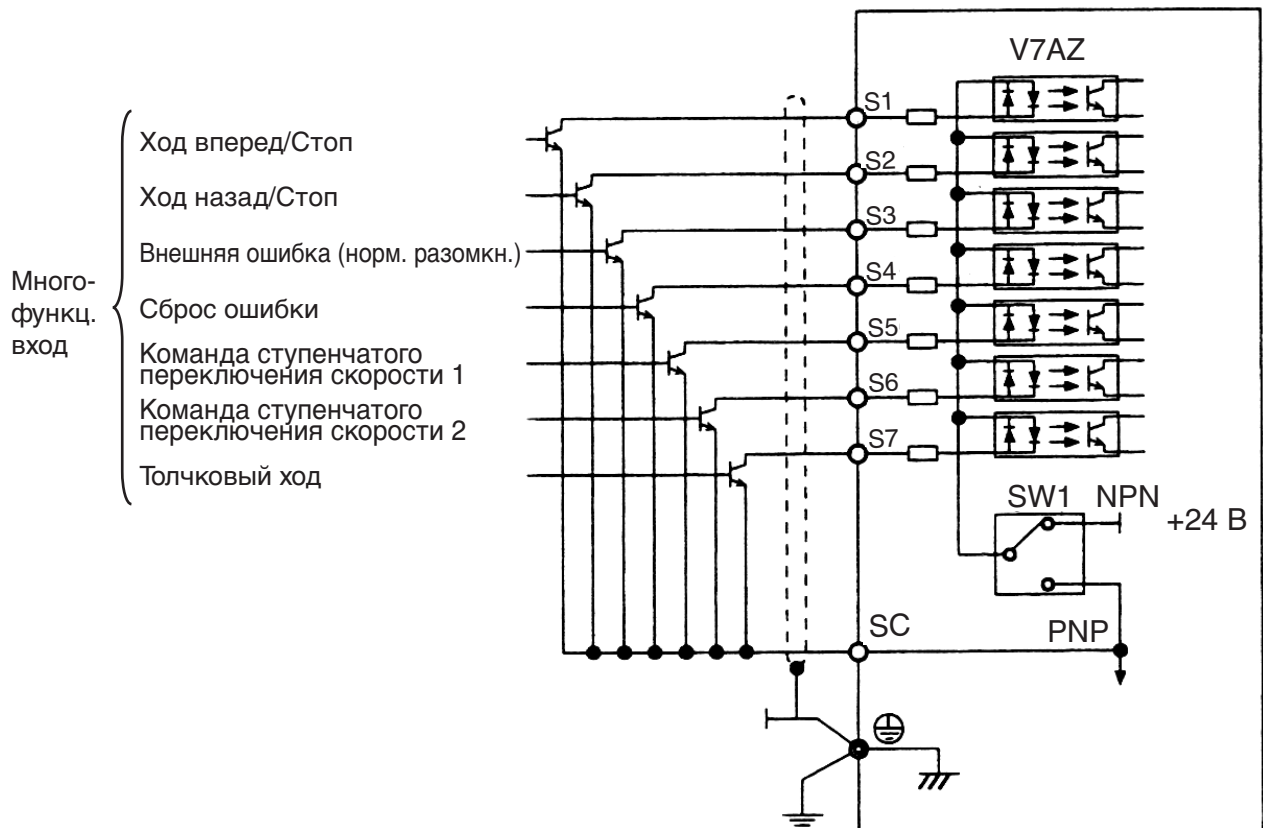 V7AZ
S1
Ход вперед/Стоп
S2
Ход назад/Стоп
S3
Внешняя ошибка (норм. разомкн.)
Много-
функц.
вход
S4
Сброс ошибки
S5
Команда ступенчатого
переключения скорости 1
S6
Команда ступенчатого
переключения скорости 2
S7
Толчковый ход
SW1 NPN
+24 В
SC
PNP